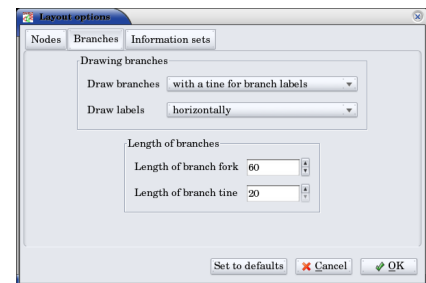 Layout options
Nodes Branches Information sets
Drawing branches
Draw branches with a tine for branch labels
Draw labels horizontally
Length of branches
Length of branch fork 60
Length of branch tine 20
Set to defaults Cancel OK